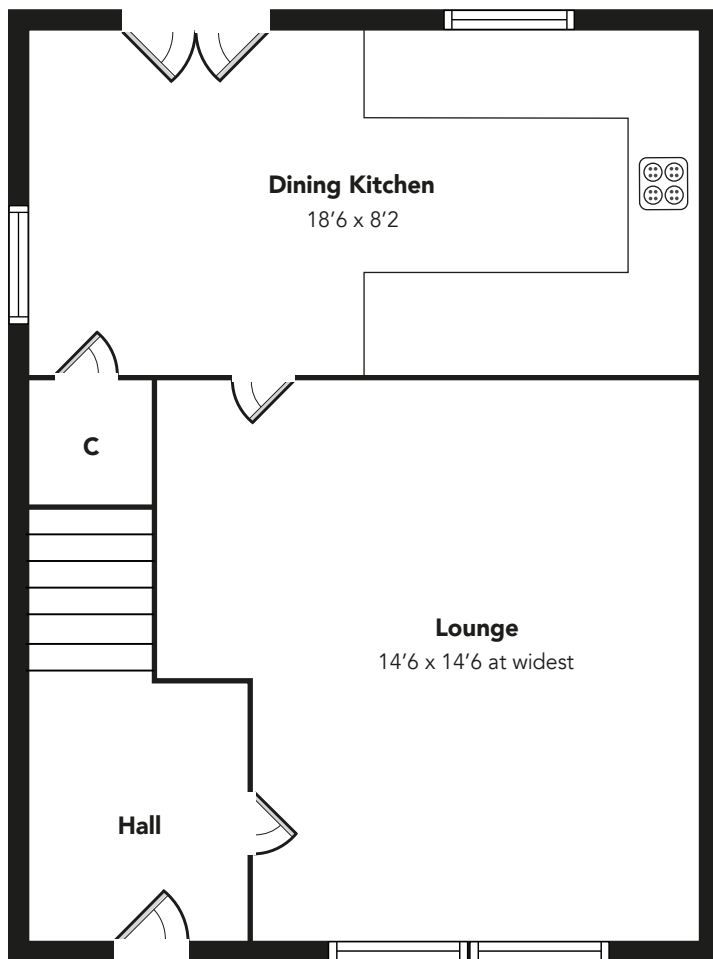 Dining Kitchen
18’6 x 8’2
C
Lounge
14’6 x 14’6 at widest
Hall